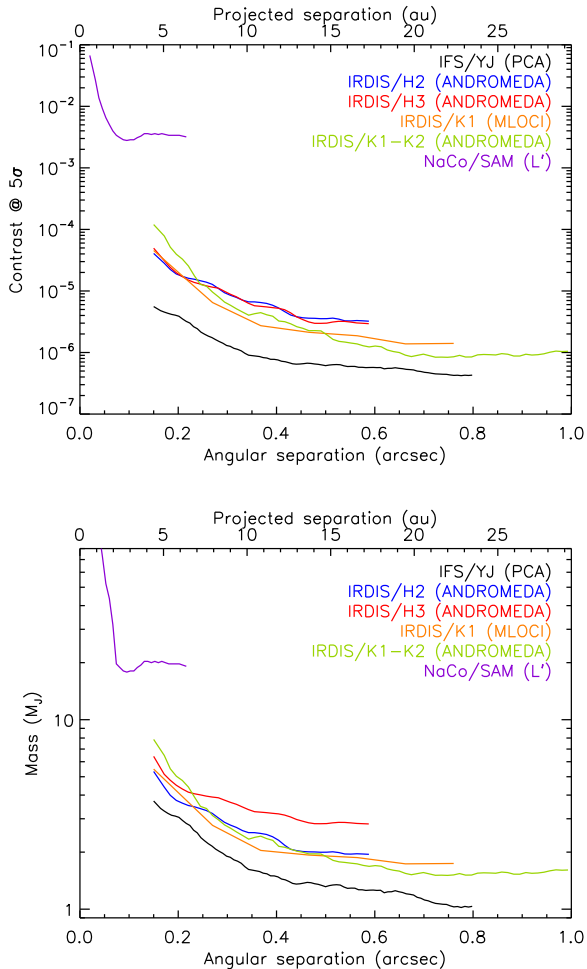 Projected separation (au)
0 5 10 15 20 25
10⁻¹
10⁻²
10⁻³
10⁻⁴
10⁻⁵
10⁻⁶
10⁻⁷
Contrast @ 5σ
IFS/YJ (PCA)
IRDIS/H2 (ANDROMEDA)
IRDIS/H3 (ANDROMEDA)
IRDIS/K1 (MLOCI)
IRDIS/K1−K2 (ANDROMEDA)
NaCo/SAM (L')
0.0 0.2 0.4 0.6 0.8 1.0
Angular separation (arcsec)
Projected separation (au)
0 5 10 15 20 25
10
1
Mass (M_J)
IFS/YJ (PCA)
IRDIS/H2 (ANDROMEDA)
IRDIS/H3 (ANDROMEDA)
IRDIS/K1 (MLOCI)
IRDIS/K1−K2 (ANDROMEDA)
NaCo/SAM (L')
0.0 0.2 0.4 0.6 0.8 1.0
Angular separation (arcsec)